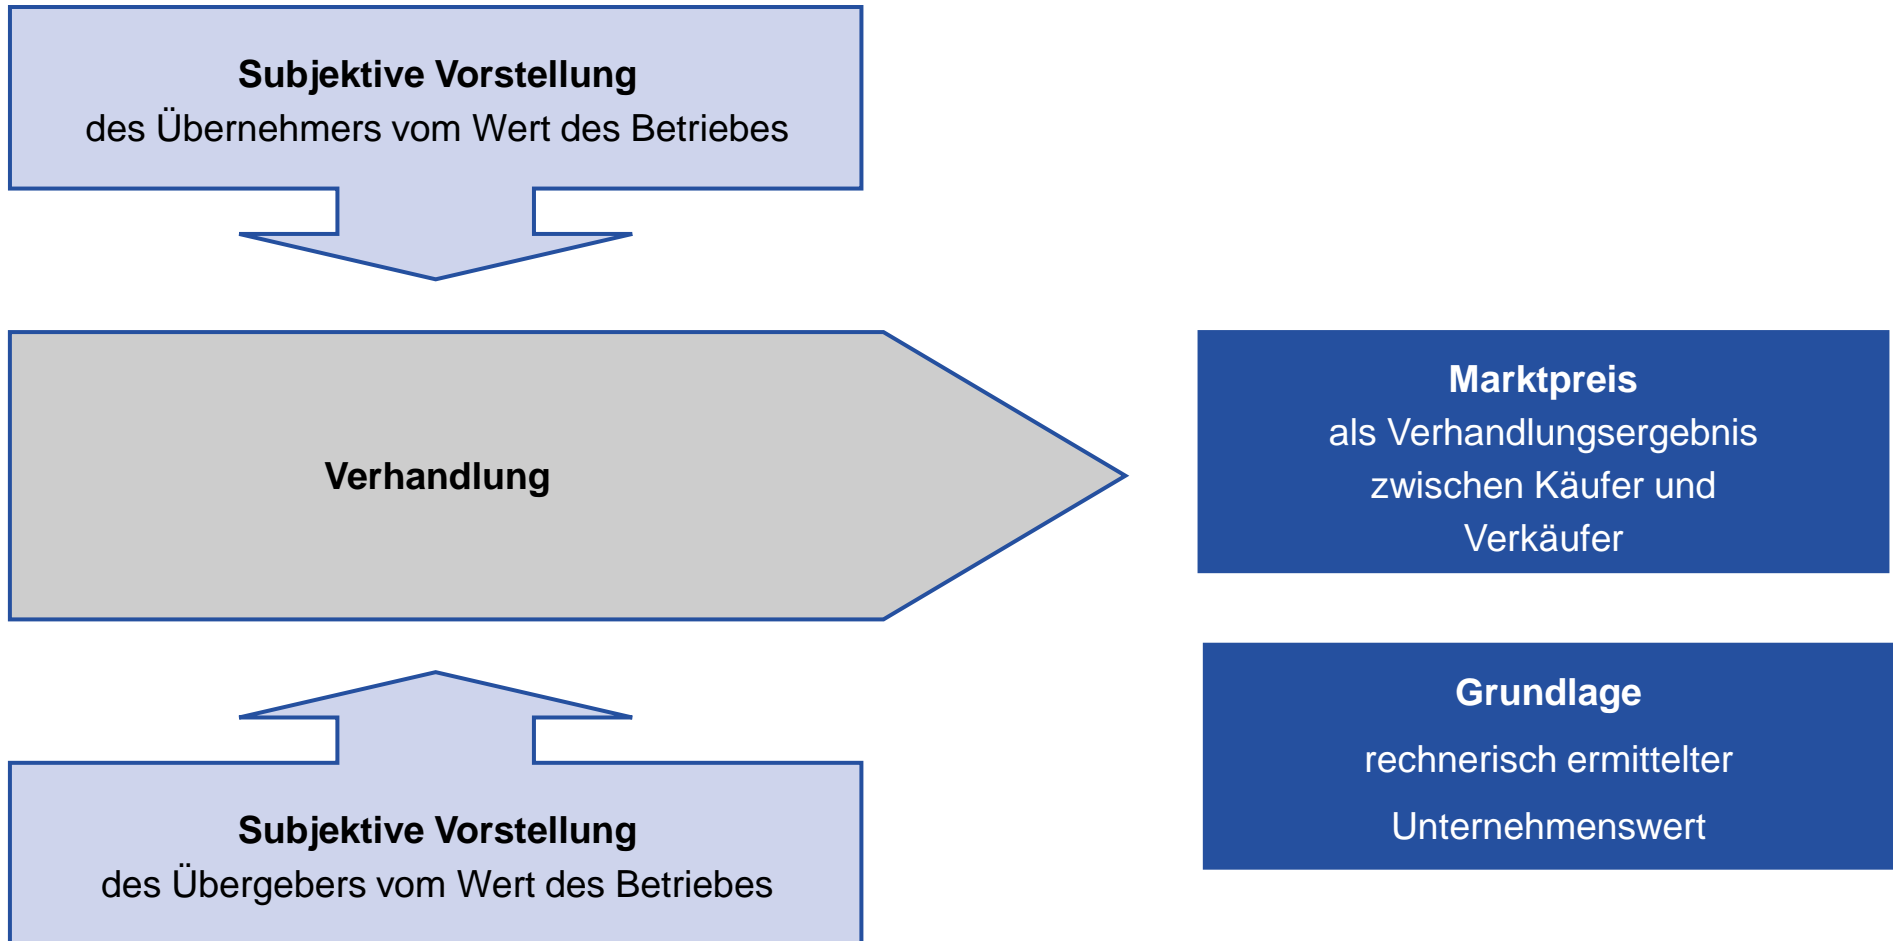 Subjektive Vorstellung
des Übernehmers vom Wert des Betriebes
Verhandlung
Marktpreis
als Verhandlungsergebnis
zwischen Käufer und
Verkäufer
Grundlage
rechnerisch ermittelter
Unternehmenswert
Subjektive Vorstellung
des Übergebers vom Wert des Betriebes